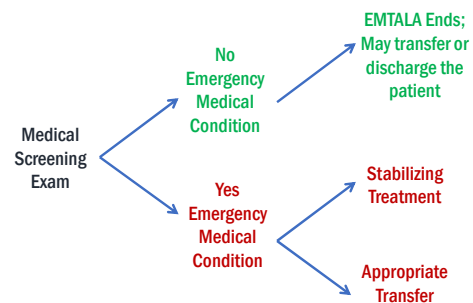 Medical
Screening
Exam
No
Emergency
Medical
Condition
EMTALA Ends;
May transfer or
discharge the
patient
Yes
Emergency
Medical
Condition
Stabilizing
Treatment
Appropriate
Transfer